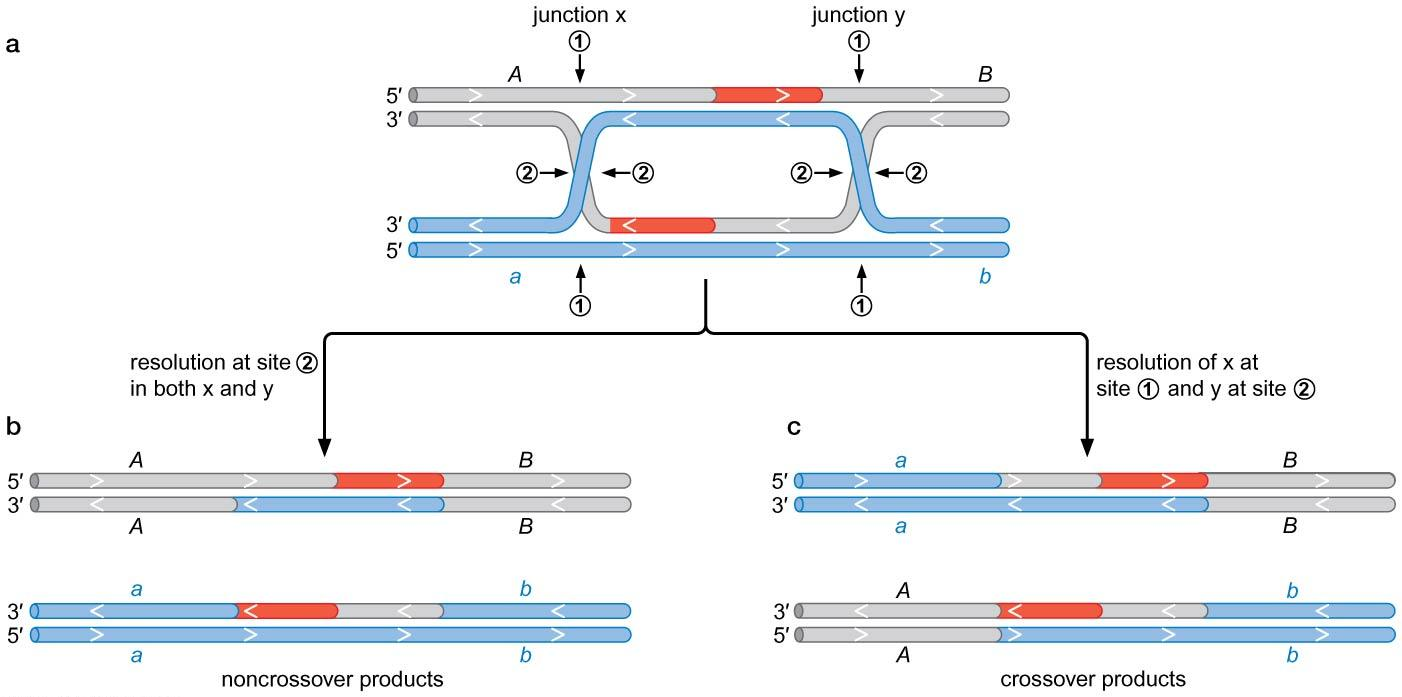 junction x junction y
a
① ①
A B
5′
3′
② ② ② ②
3′
5′
a b
① ①
resolution at site ②
in both x and y
resolution of x at
site ① and y at site ②
b
A B
5′
3′
A B
a b
3′
5′
a b
noncrossover products
c
a B
5′
3′
a B
A b
3′
5′
A b
crossover products